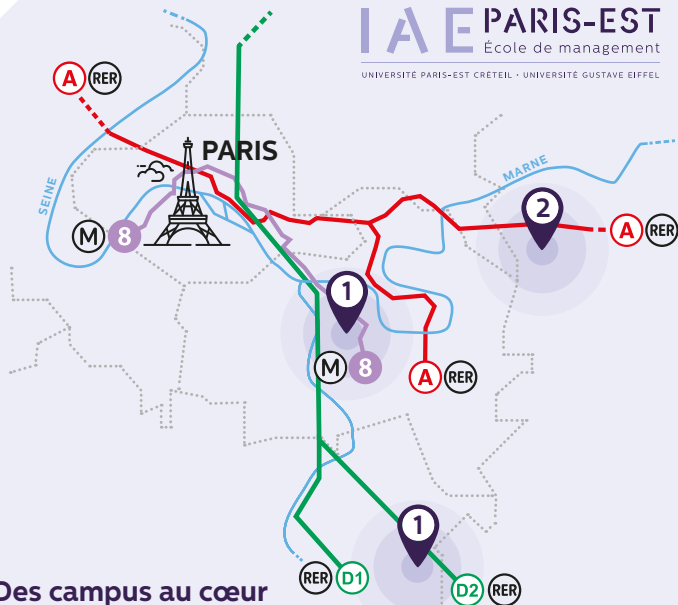 IAE PARIS-EST
École de management
UNIVERSITÉ PARIS-EST CRÉTEIL · UNIVERSITÉ GUSTAVE EIFFEL
A RER
PARIS
SEINE
MARNE
M 8
2
A RER
1
M 8
A RER
1
RER D1
D2 RER
Des campus au cœur